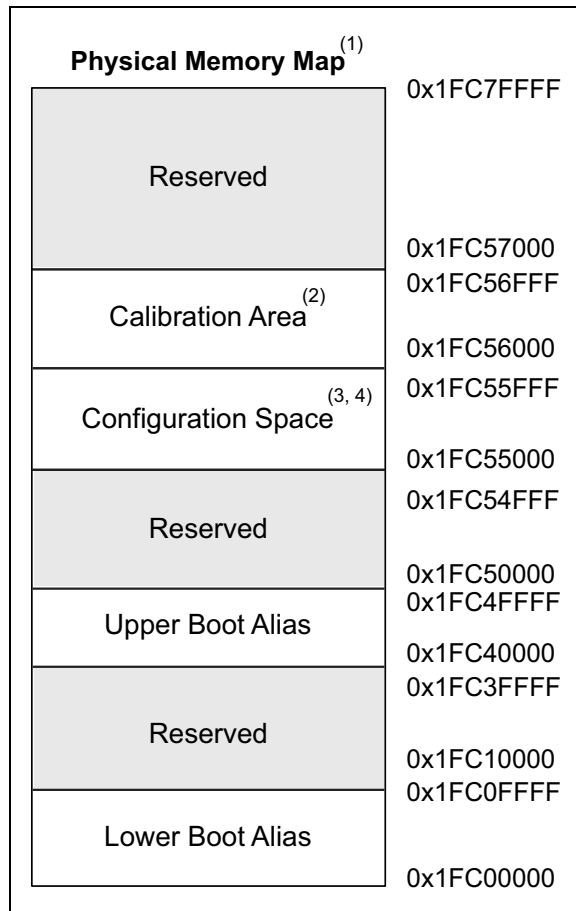 Physical Memory Map(1)
0x1FC7FFFF
Reserved
0x1FC57000
0x1FC56FFF
Calibration Area(2)
0x1FC56000
0x1FC55FFF
Configuration Space(3, 4)
0x1FC55000
0x1FC54FFF
Reserved
0x1FC50000
0x1FC4FFFF
Upper Boot Alias
0x1FC40000
0x1FC3FFFF
Reserved
0x1FC10000
0x1FC0FFFF
Lower Boot Alias
0x1FC00000